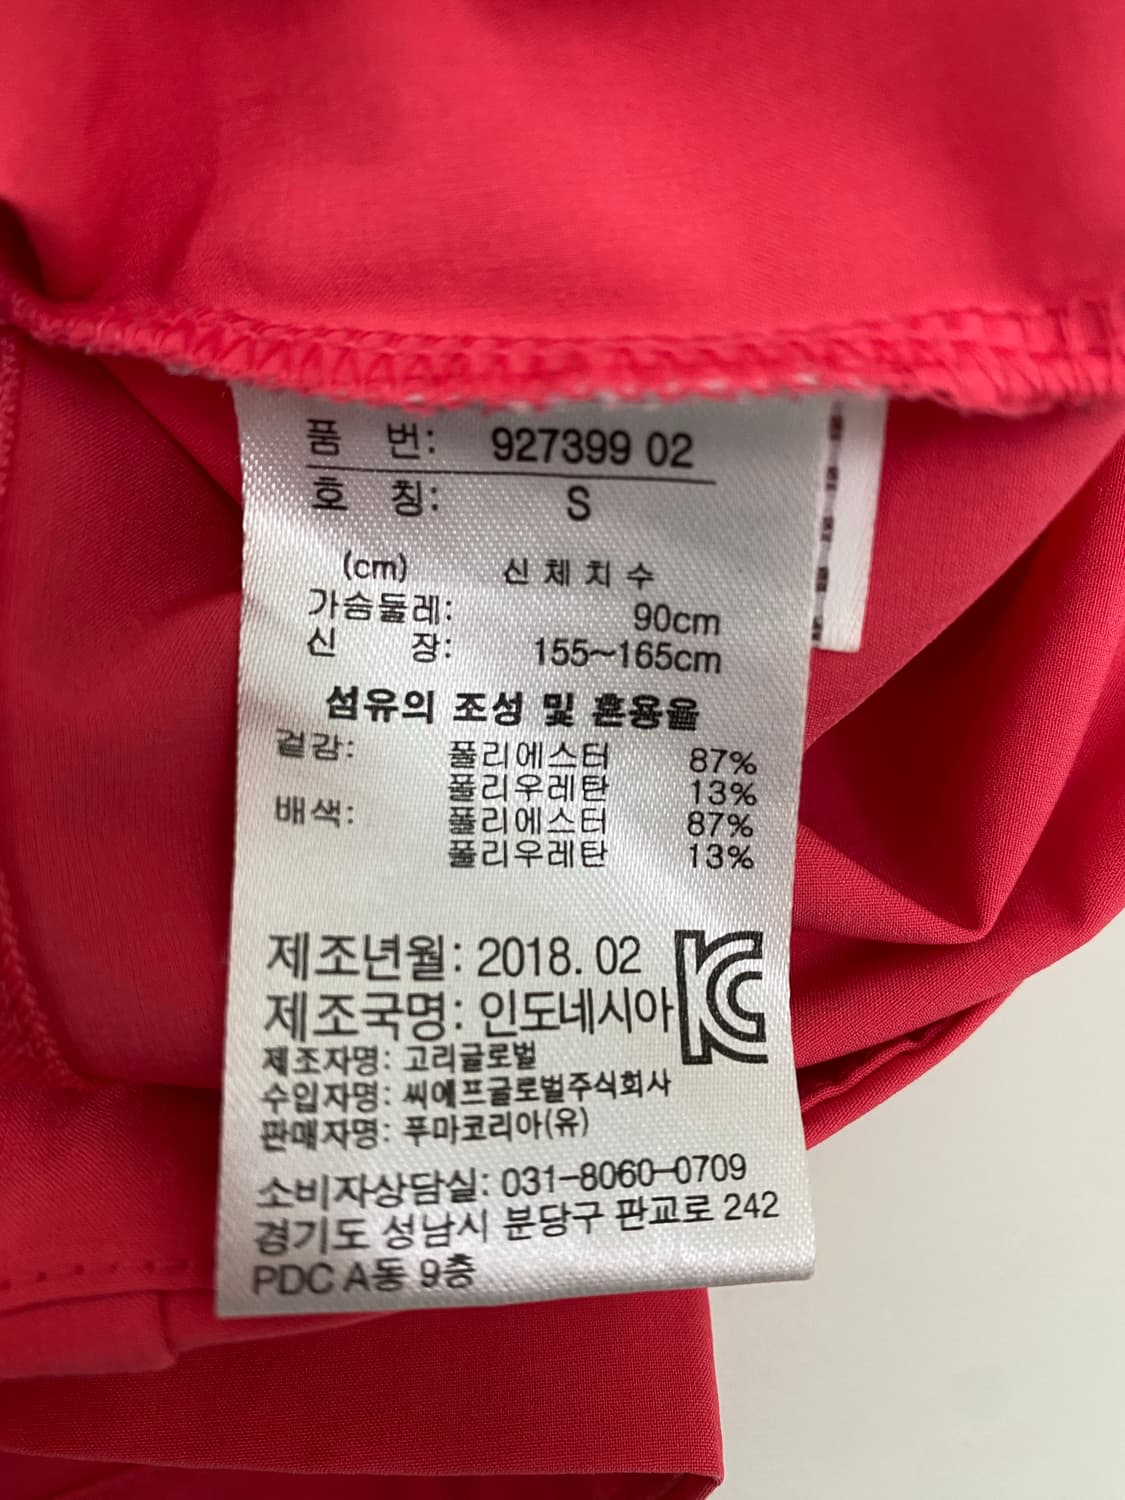 품 번: 927399 02
호 칭: S
(cm) 신 체 치 수
가슴둘레: 90cm
신 장: 155~165cm
섬유의 조성 및 혼용율
겉감: 폴리에스터 87%
폴리우레탄 13%
배색: 폴리에스터 87%
폴리우레탄 13%
제조년월: 2018. 02
제조국명: 인도네시아
KC
제조자명: 고리글로벌
수입자명: 씨에프글로벌주식회사
판매자명: 푸마코리아(유)
소비자상담실: 031-8060-0709
경기도 성남시 분당구 판교로 242
PDC A동 9층